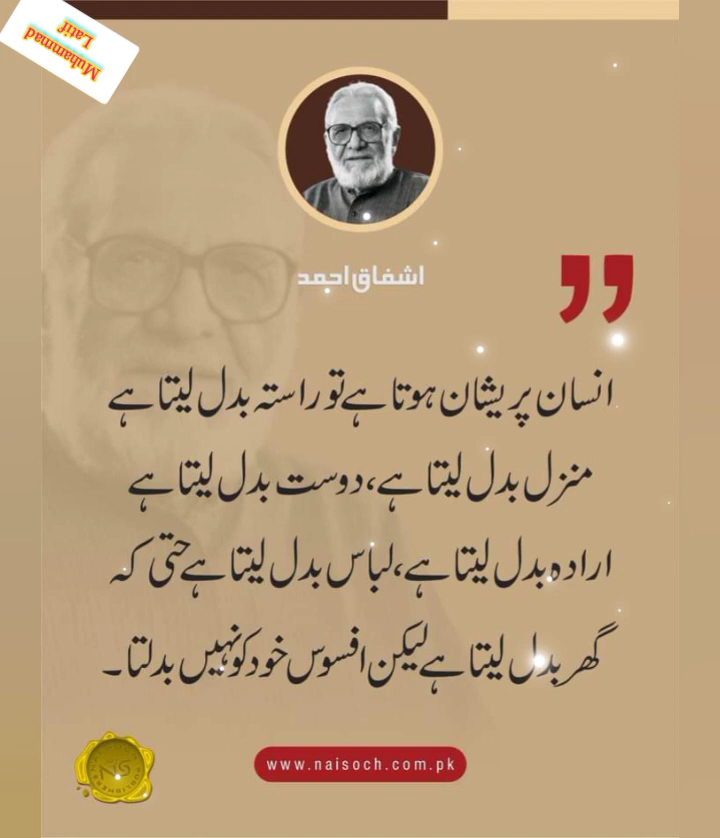 Muhammad
Latif
اشفاق احمد
انسان پریشان ہوتا ہے تو راستہ بدل لیتا ہے
منزل بدل لیتا ہے، دوست بدل لیتا ہے
ارادہ بدل لیتا ہے، لباس بدل لیتا ہے حتیٰ کہ
گھر بدل لیتا ہے لیکن افسوس خود کو نہیں بدلتا۔
www.naisoch.com.pk
NS